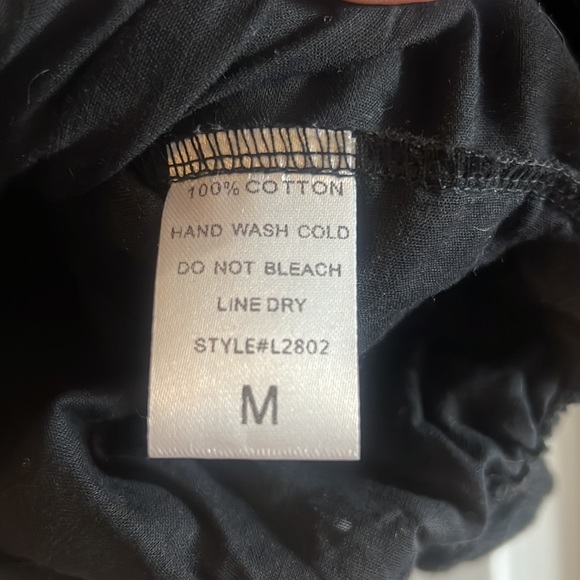 100% COTTON
HAND WASH COLD
DO NOT BLEACH
LINE DRY
STYLE#L2802
M